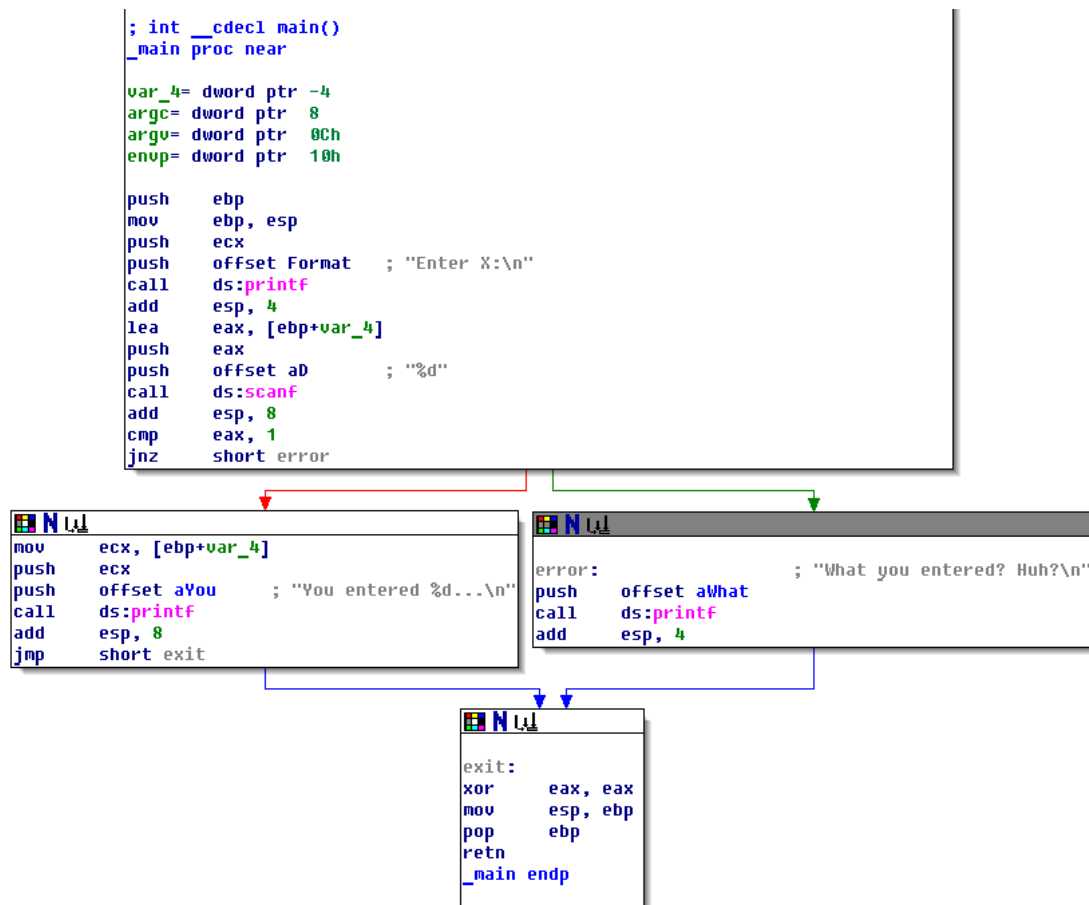 ; int __cdecl main()
_main proc near
var_4= dword ptr -4
argc= dword ptr  8
argv= dword ptr  0Ch
envp= dword ptr  10h
push    ebp
mov     ebp, esp
push    ecx
push    offset Format   ; "Enter X:\n"
call    ds:printf
add     esp, 4
lea     eax, [ebp+var_4]
push    eax
push    offset aD       ; "%d"
call    ds:scanf
add     esp, 8
cmp     eax, 1
jnz     short error
mov     ecx, [ebp+var_4]
push    ecx
push    offset aYou     ; "You entered %d...\n"
call    ds:printf
add     esp, 8
jmp     short exit
error:                  ; "What you entered? Huh?\n"
push    offset aWhat
call    ds:printf
add     esp, 4
exit:
xor     eax, eax
mov     esp, ebp
pop     ebp
retn
_main endp